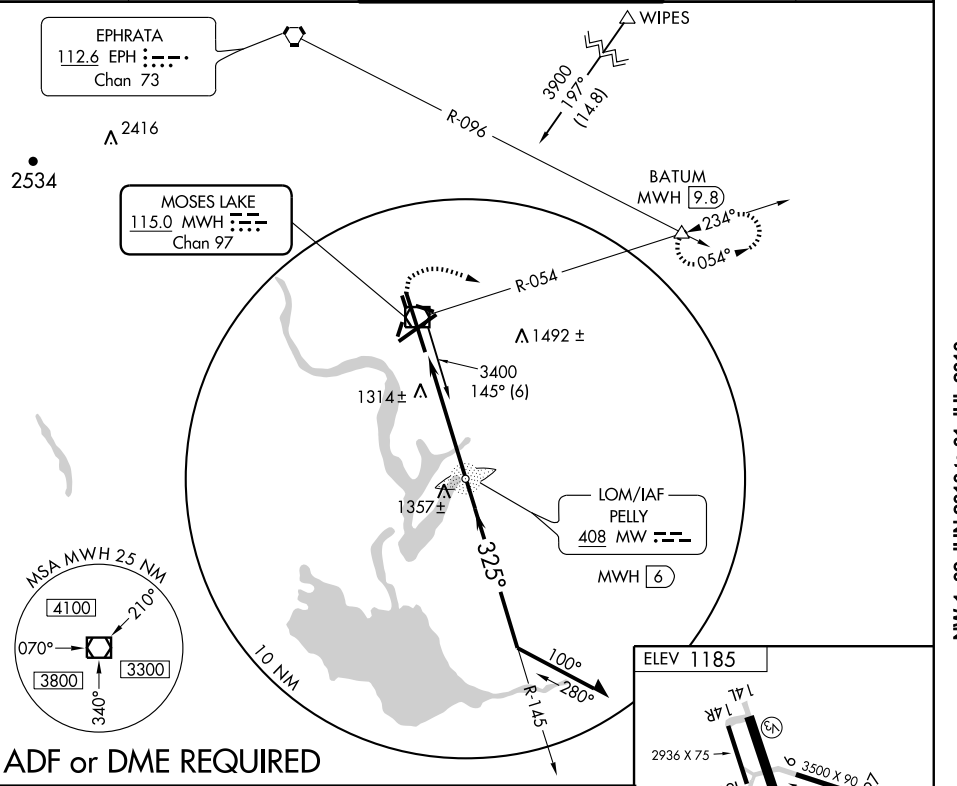 EPHRATA
112.6 EPH
Chan 73
WIPES
3900
197°
(14.8)
2416
2534
R-096
BATUM
MWH 9.8
234°
054°
MOSES LAKE
115.0 MWH
Chan 97
R-054
1492 ±
3400
145° (6)
1314 ±
1357 ±
LOM/IAF
PELLY
408 MW
MWH 6
325°
MSA MWH 25 NM
4100
210°
070°
3800
3300
340°
10 NM
100°
280°
R-145
ADF or DME REQUIRED
ELEV 1185
14L
14R
V3
2936 X 75
9
3500 X 90
27